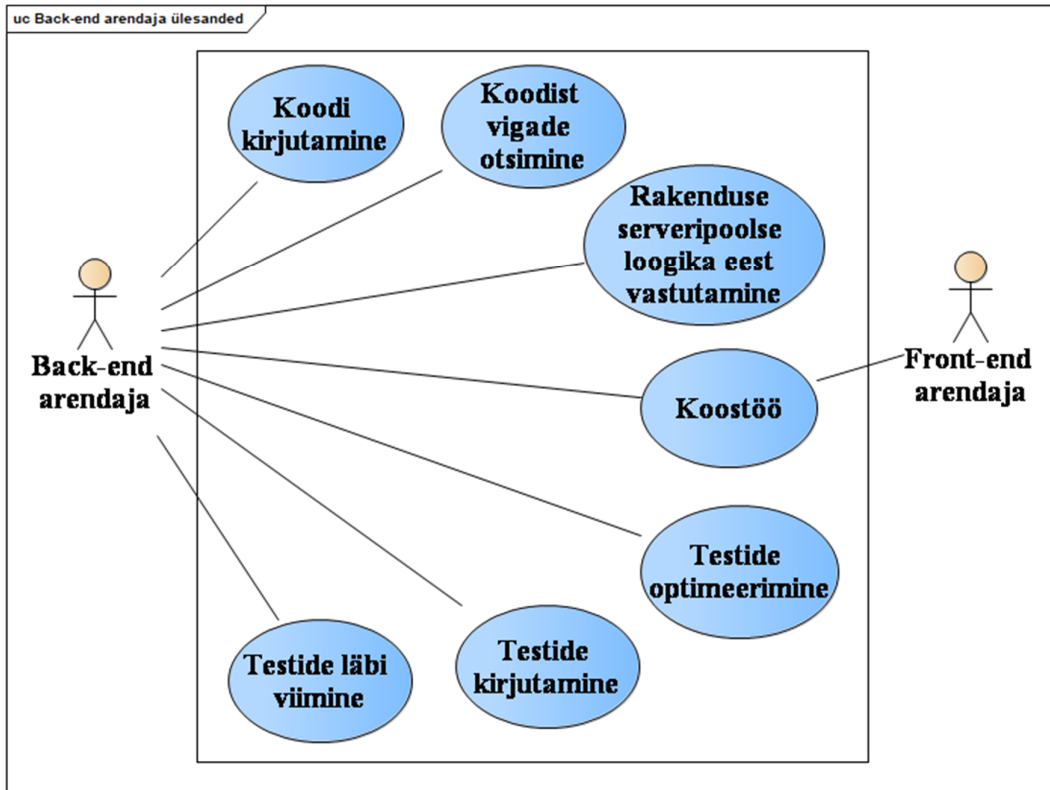 uc Back-end arendaja ülesanded
Koodi
kirjutamine
Koodist
vigade
otsimine
Rakenduse
serveripoolse
loogika eest
vastutamine
Back-end
arendaja
Koostöö
Front-end
arendaja
Testide
optimeerimine
Testide läbi
viimine
Testide
kirjutamine